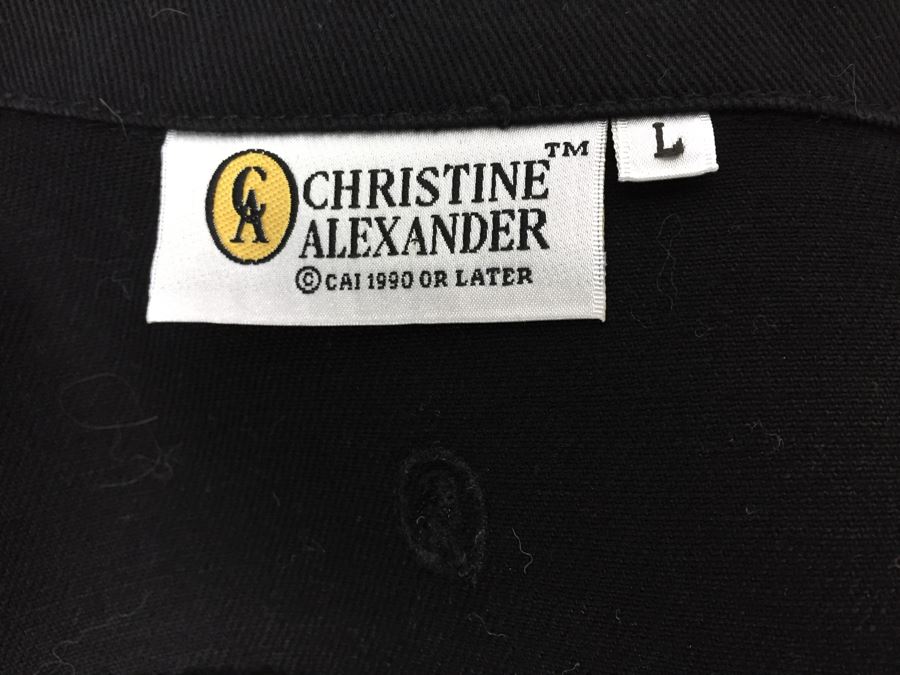 CA
CHRISTINE™
ALEXANDER
© CAI 1990 OR LATER
L